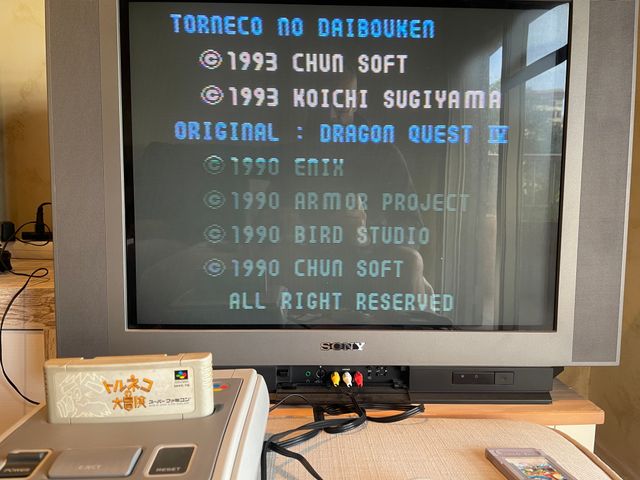 TORNECO NO DAIBOUKEN
©1993 CHUN SOFT
©1993 KOICHI SUGIYAMA
ORIGINAL : DRAGON QUEST IV
©1990 ENIX
©1990 ARMOR PROJECT
©1990 BIRD STUDIO
©1990 CHUN SOFT
ALL RIGHT RESERVED
SONY
トルネコ
大冒険
スーパーファミコン
POWER
EJECT
RESET